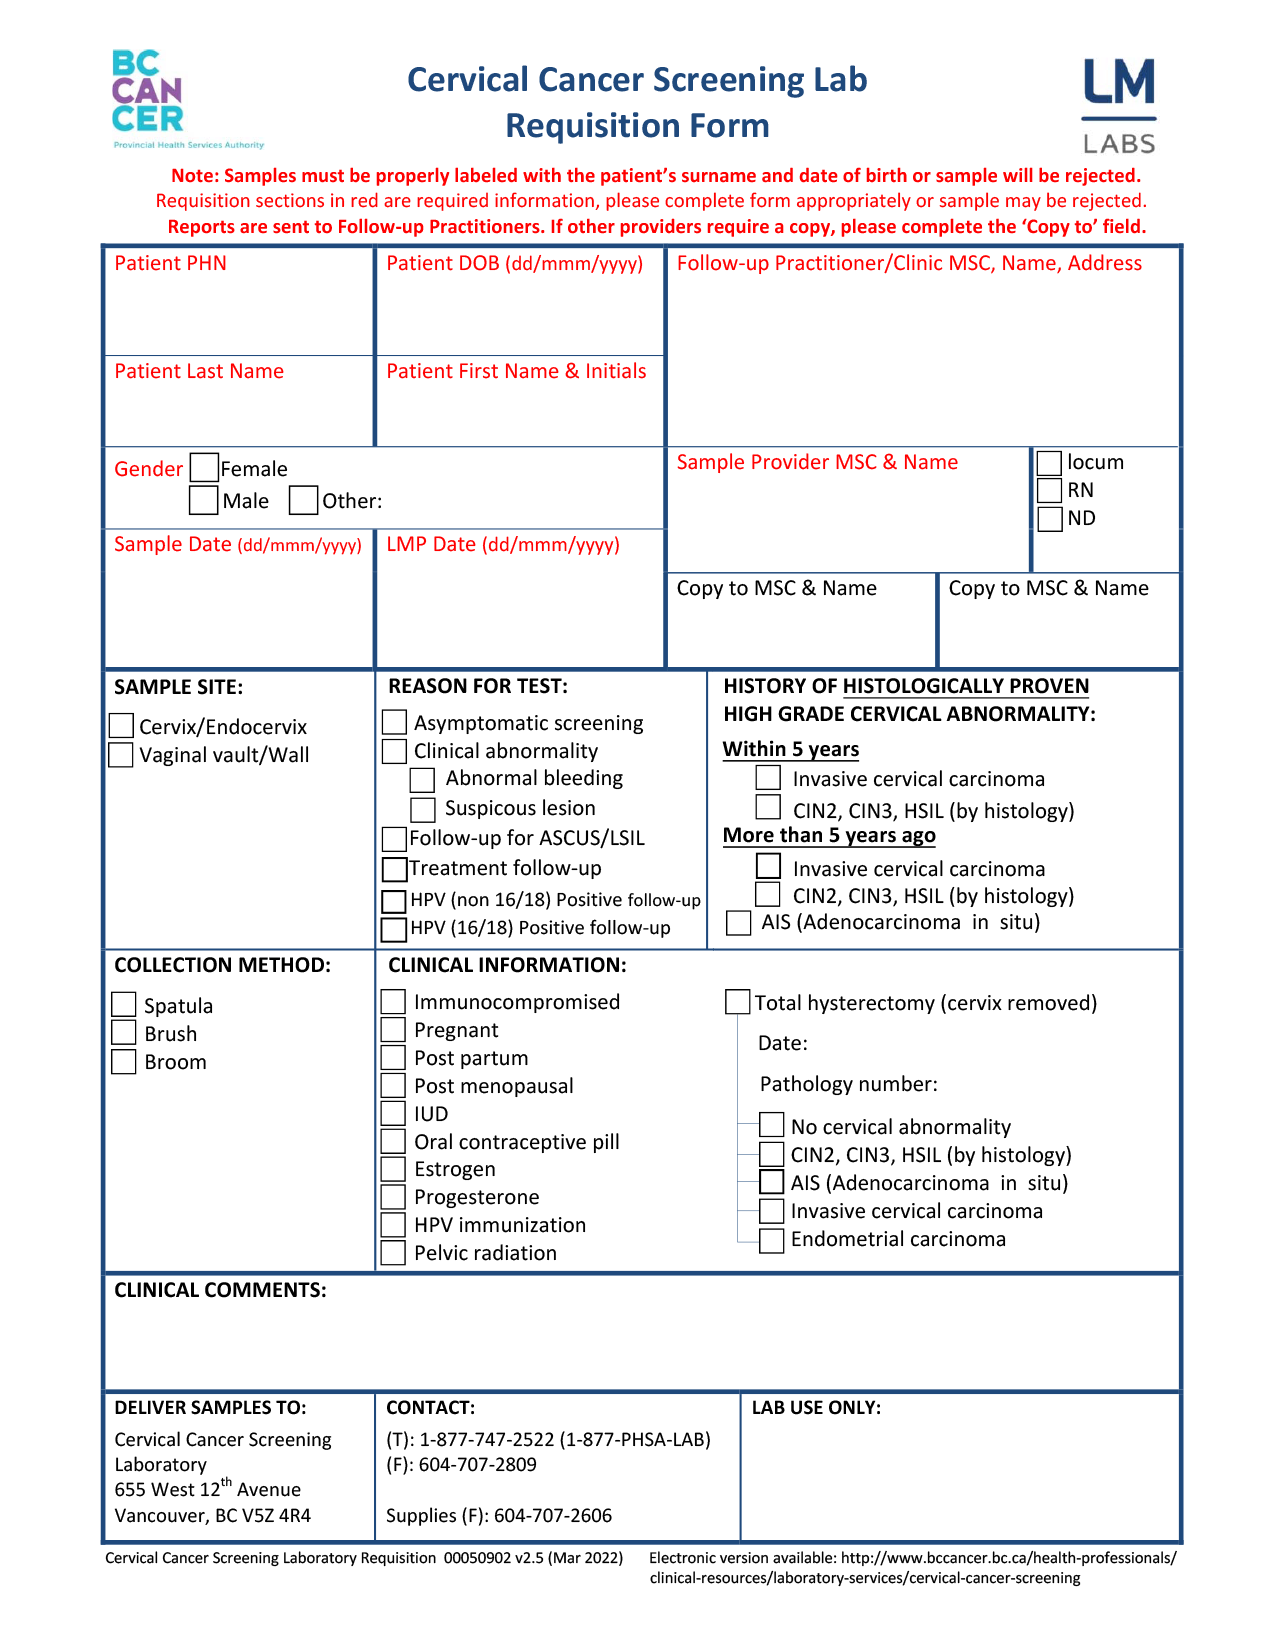 BC
CAN
CER
Provincial Health Services Authority
Cervical Cancer Screening Lab
Requisition Form
LM
LABS
Note: Samples must be properly labeled with the patient's surname and date of birth or sample will be rejected.
Requisition sections in red are required information, please complete form appropriately or sample may be rejected.
Reports are sent to Follow-up Practitioners. If other providers require a copy, please complete the 'Copy to' field.
Patient PHN
Patient DOB (dd/mmm/yyyy)
Follow-up Practitioner/Clinic MSC, Name, Address
Patient Last Name
Patient First Name & Initials
Gender Female
Male Other:
Sample Provider MSC & Name
locum
RN
ND
Sample Date (dd/mmm/yyyy)
LMP Date (dd/mmm/yyyy)
Copy to MSC & Name
Copy to MSC & Name
SAMPLE SITE:
Cervix/Endocervix
Vaginal vault/Wall
REASON FOR TEST:
Asymptomatic screening
Clinical abnormality
Abnormal bleeding
Suspicous lesion
Follow-up for ASCUS/LSIL
Treatment follow-up
HPV (non 16/18) Positive follow-up
HPV (16/18) Positive follow-up
HISTORY OF HISTOLOGICALLY PROVEN
HIGH GRADE CERVICAL ABNORMALITY:
Within 5 years
Invasive cervical carcinoma
CIN2, CIN3, HSIL (by histology)
More than 5 years ago
Invasive cervical carcinoma
CIN2, CIN3, HSIL (by histology)
AIS (Adenocarcinoma in situ)
COLLECTION METHOD:
Spatula
Brush
Broom
CLINICAL INFORMATION:
Immunocompromised
Pregnant
Post partum
Post menopausal
IUD
Oral contraceptive pill
Estrogen
Progesterone
HPV immunization
Pelvic radiation
Total hysterectomy (cervix removed)
Date:
Pathology number:
No cervical abnormality
CIN2, CIN3, HSIL (by histology)
AIS (Adenocarcinoma in situ)
Invasive cervical carcinoma
Endometrial carcinoma
CLINICAL COMMENTS:
DELIVER SAMPLES TO:
Cervical Cancer Screening
Laboratory
655 West 12th Avenue
Vancouver, BC V5Z 4R4
CONTACT:
(T): 1-877-747-2522 (1-877-PHSA-LAB)
(F): 604-707-2809
Supplies (F): 604-707-2606
LAB USE ONLY:
Cervical Cancer Screening Laboratory Requisition 00050902 v2.5 (Mar 2022)
Electronic version available: http://www.bccancer.bc.ca/health-professionals/
clinical-resources/laboratory-services/cervical-cancer-screening